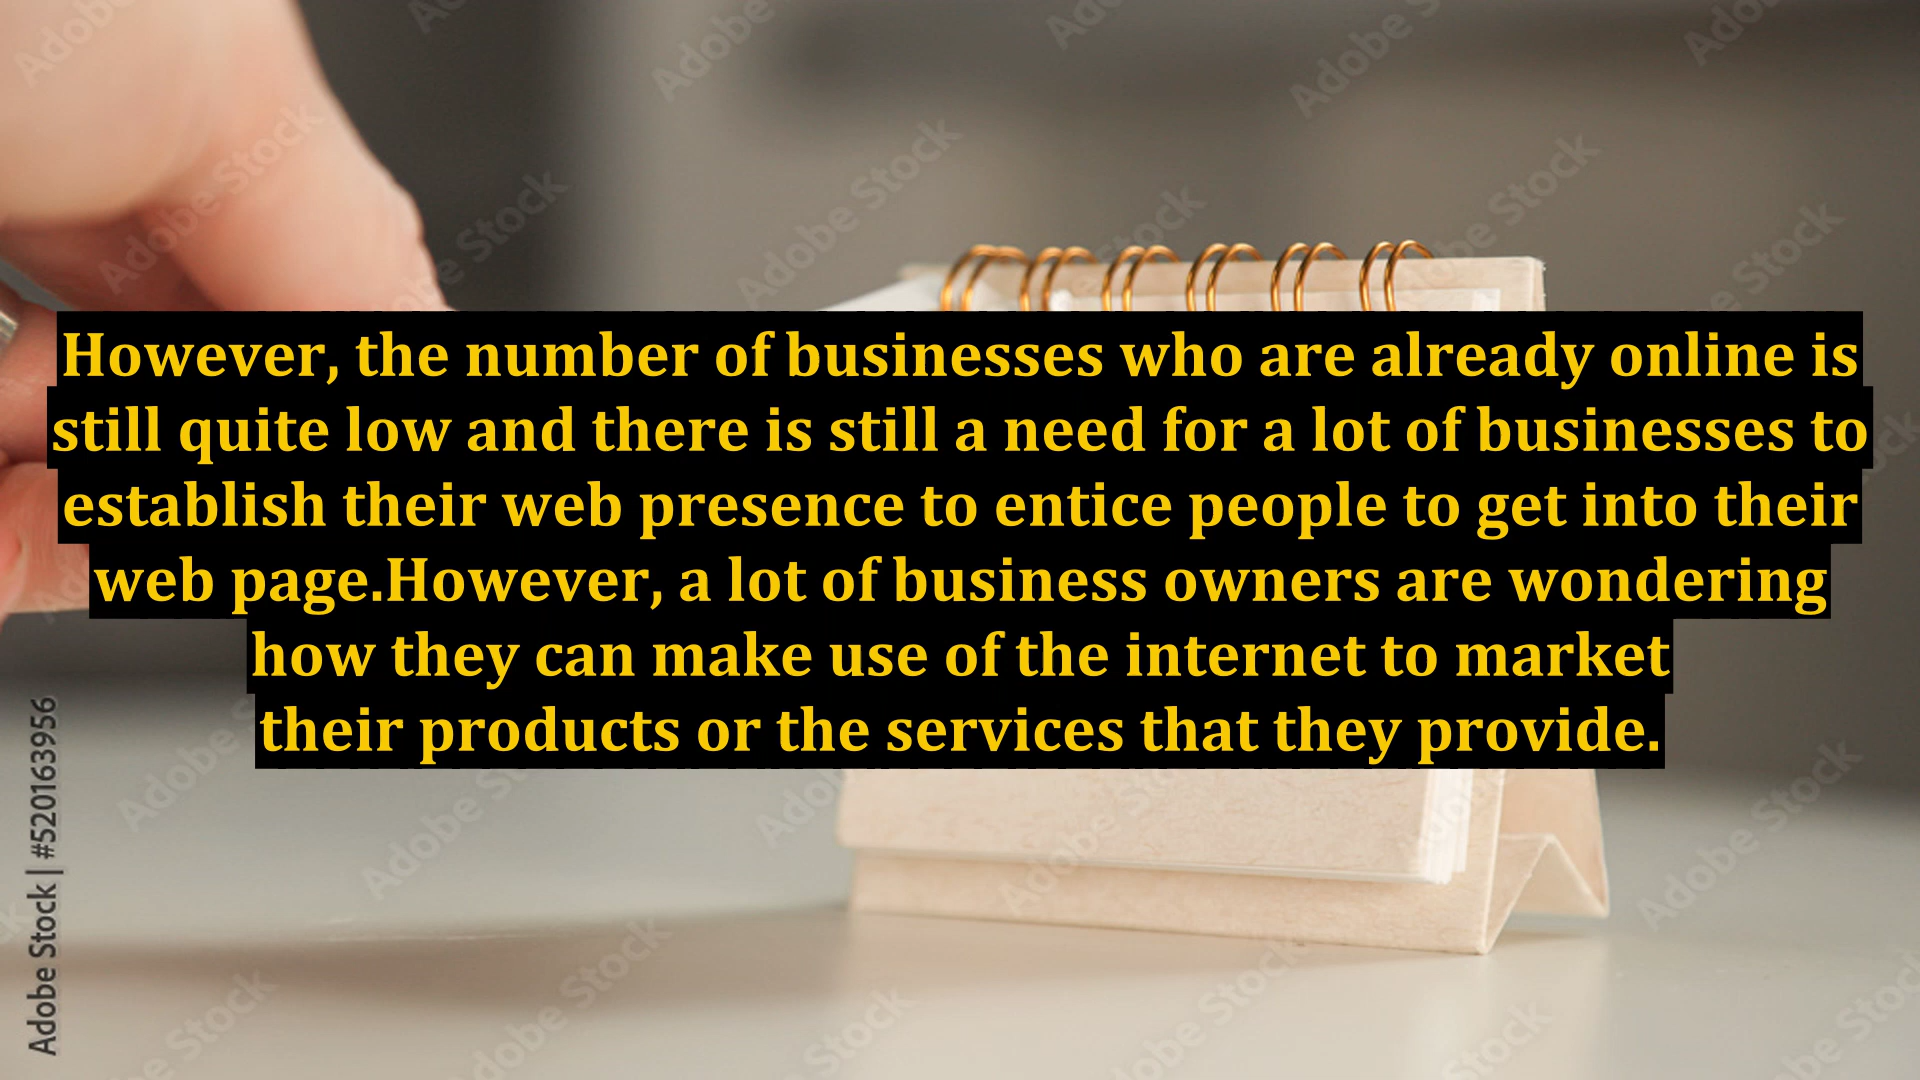 However, the number of businesses who are already online is
still quite low and there is still a need for a lot of businesses to
establish their web presence to entice people to get into their
web page.However, a lot of business owners are wondering
how they can make use of the internet to market
their products or the services that they provide.
Adobe Stock | #520163956
Adobe Stock